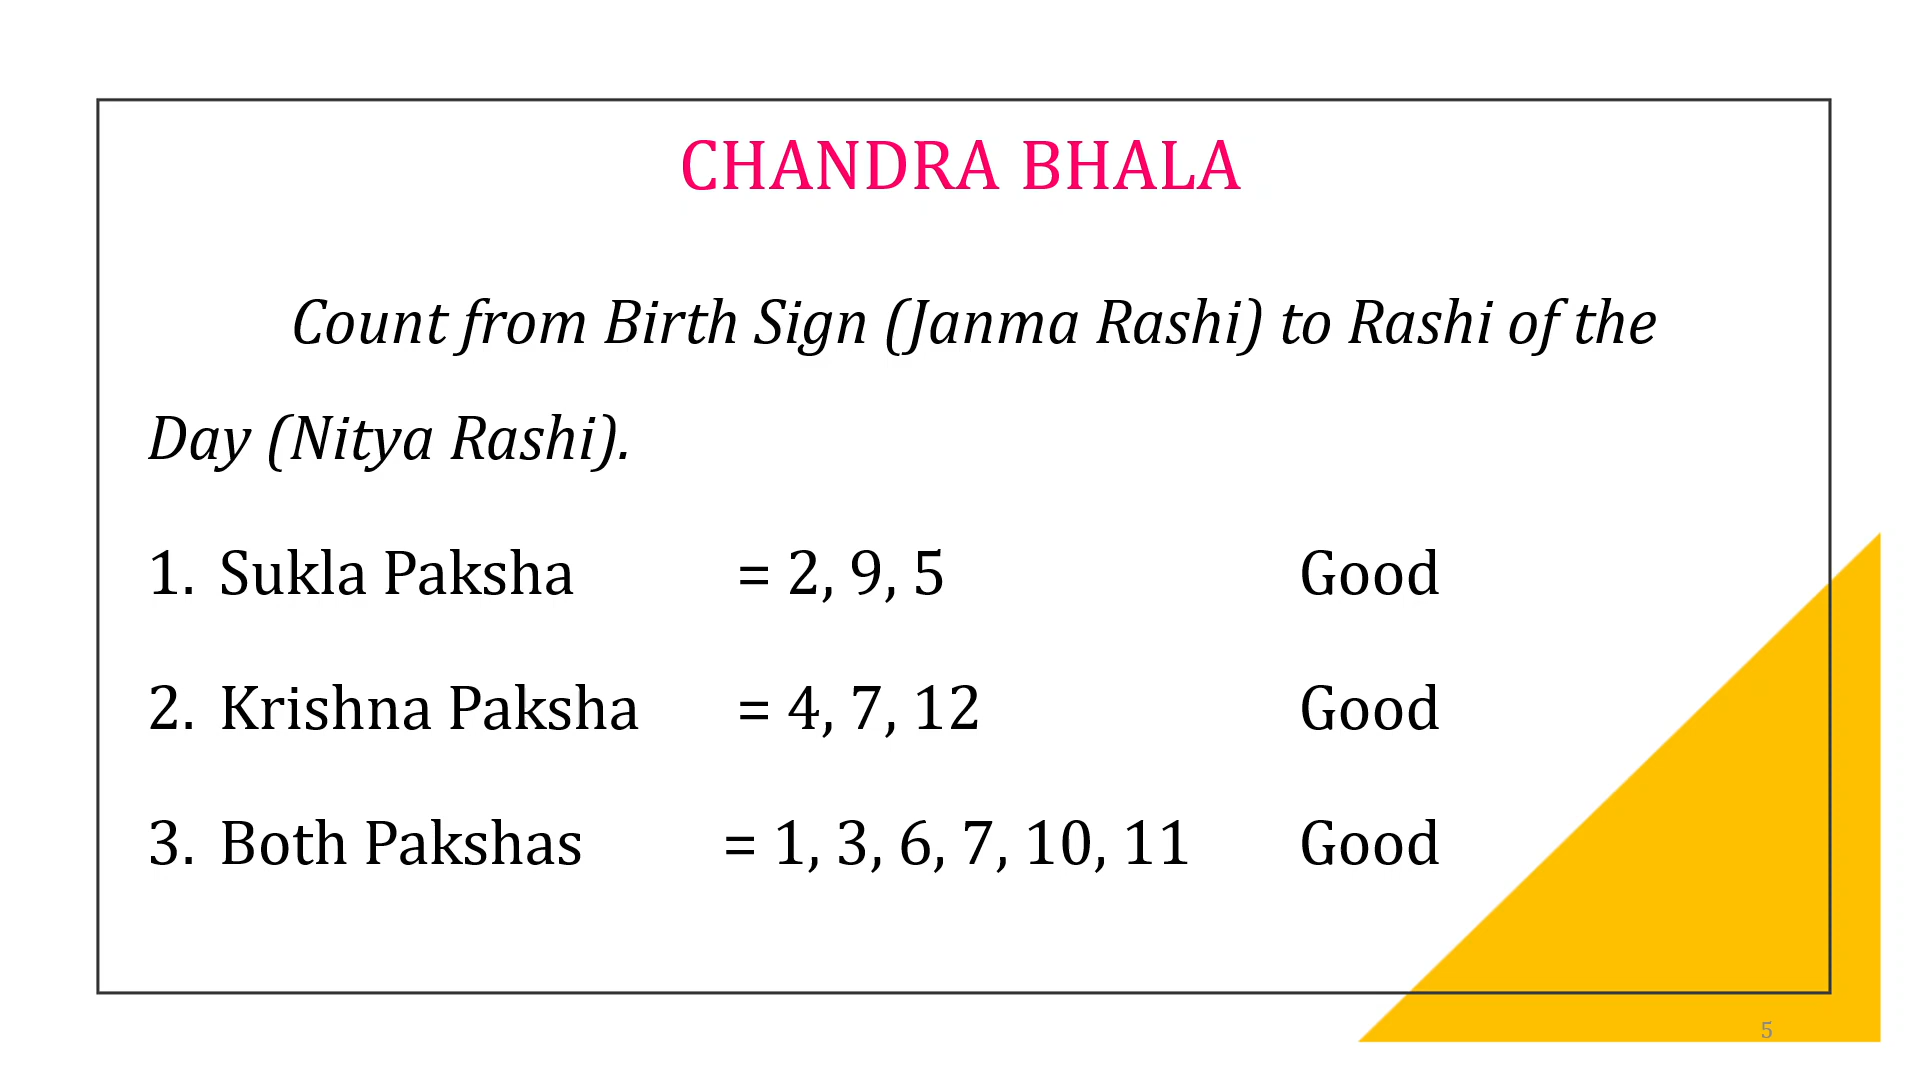 CHANDRA BHALA
Count from Birth Sign (Janma Rashi) to Rashi of the
Day (Nitya Rashi).
1. Sukla Paksha = 2, 9, 5 Good
2. Krishna Paksha = 4, 7, 12 Good
3. Both Pakshas = 1, 3, 6, 7, 10, 11 Good
5